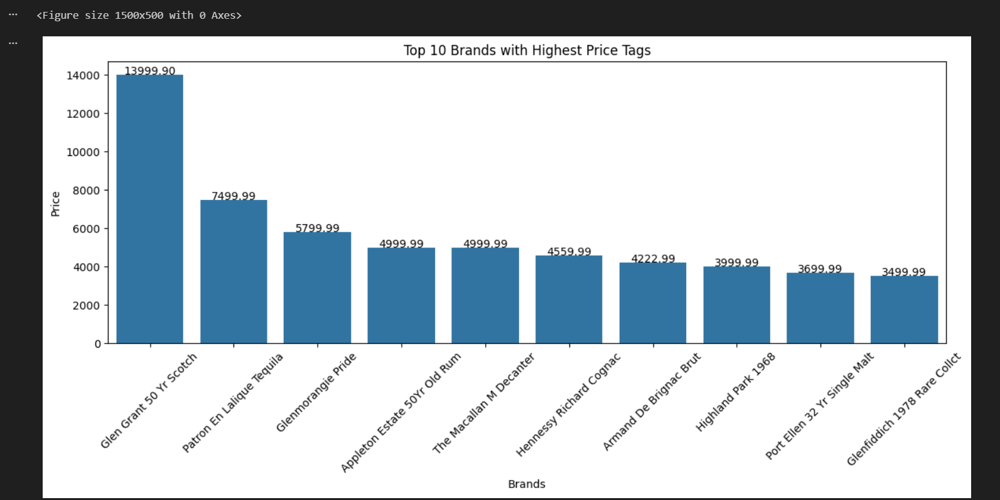 ... <Figure size 1500x500 with 0 Axes>
...
Top 10 Brands with Highest Price Tags
13999.90
7499.99
5799.99
4999.99
4999.99
4559.99
4222.99
3999.99
3699.99
3499.99
14000
12000
10000
8000
6000
4000
2000
0
Price
Glen Grant 50 Yr Scotch
Patron En Lalique Tequila
Glenmorangie Pride
Appleton Estate 50Yr Old Rum
The Macallan M Decanter
Hennessy Richard Cognac
Armand De Brignac Brut
Highland Park 1968
Port Ellen 32 Yr Single Malt
Glenfiddich 1978 Rare Collct
Brands